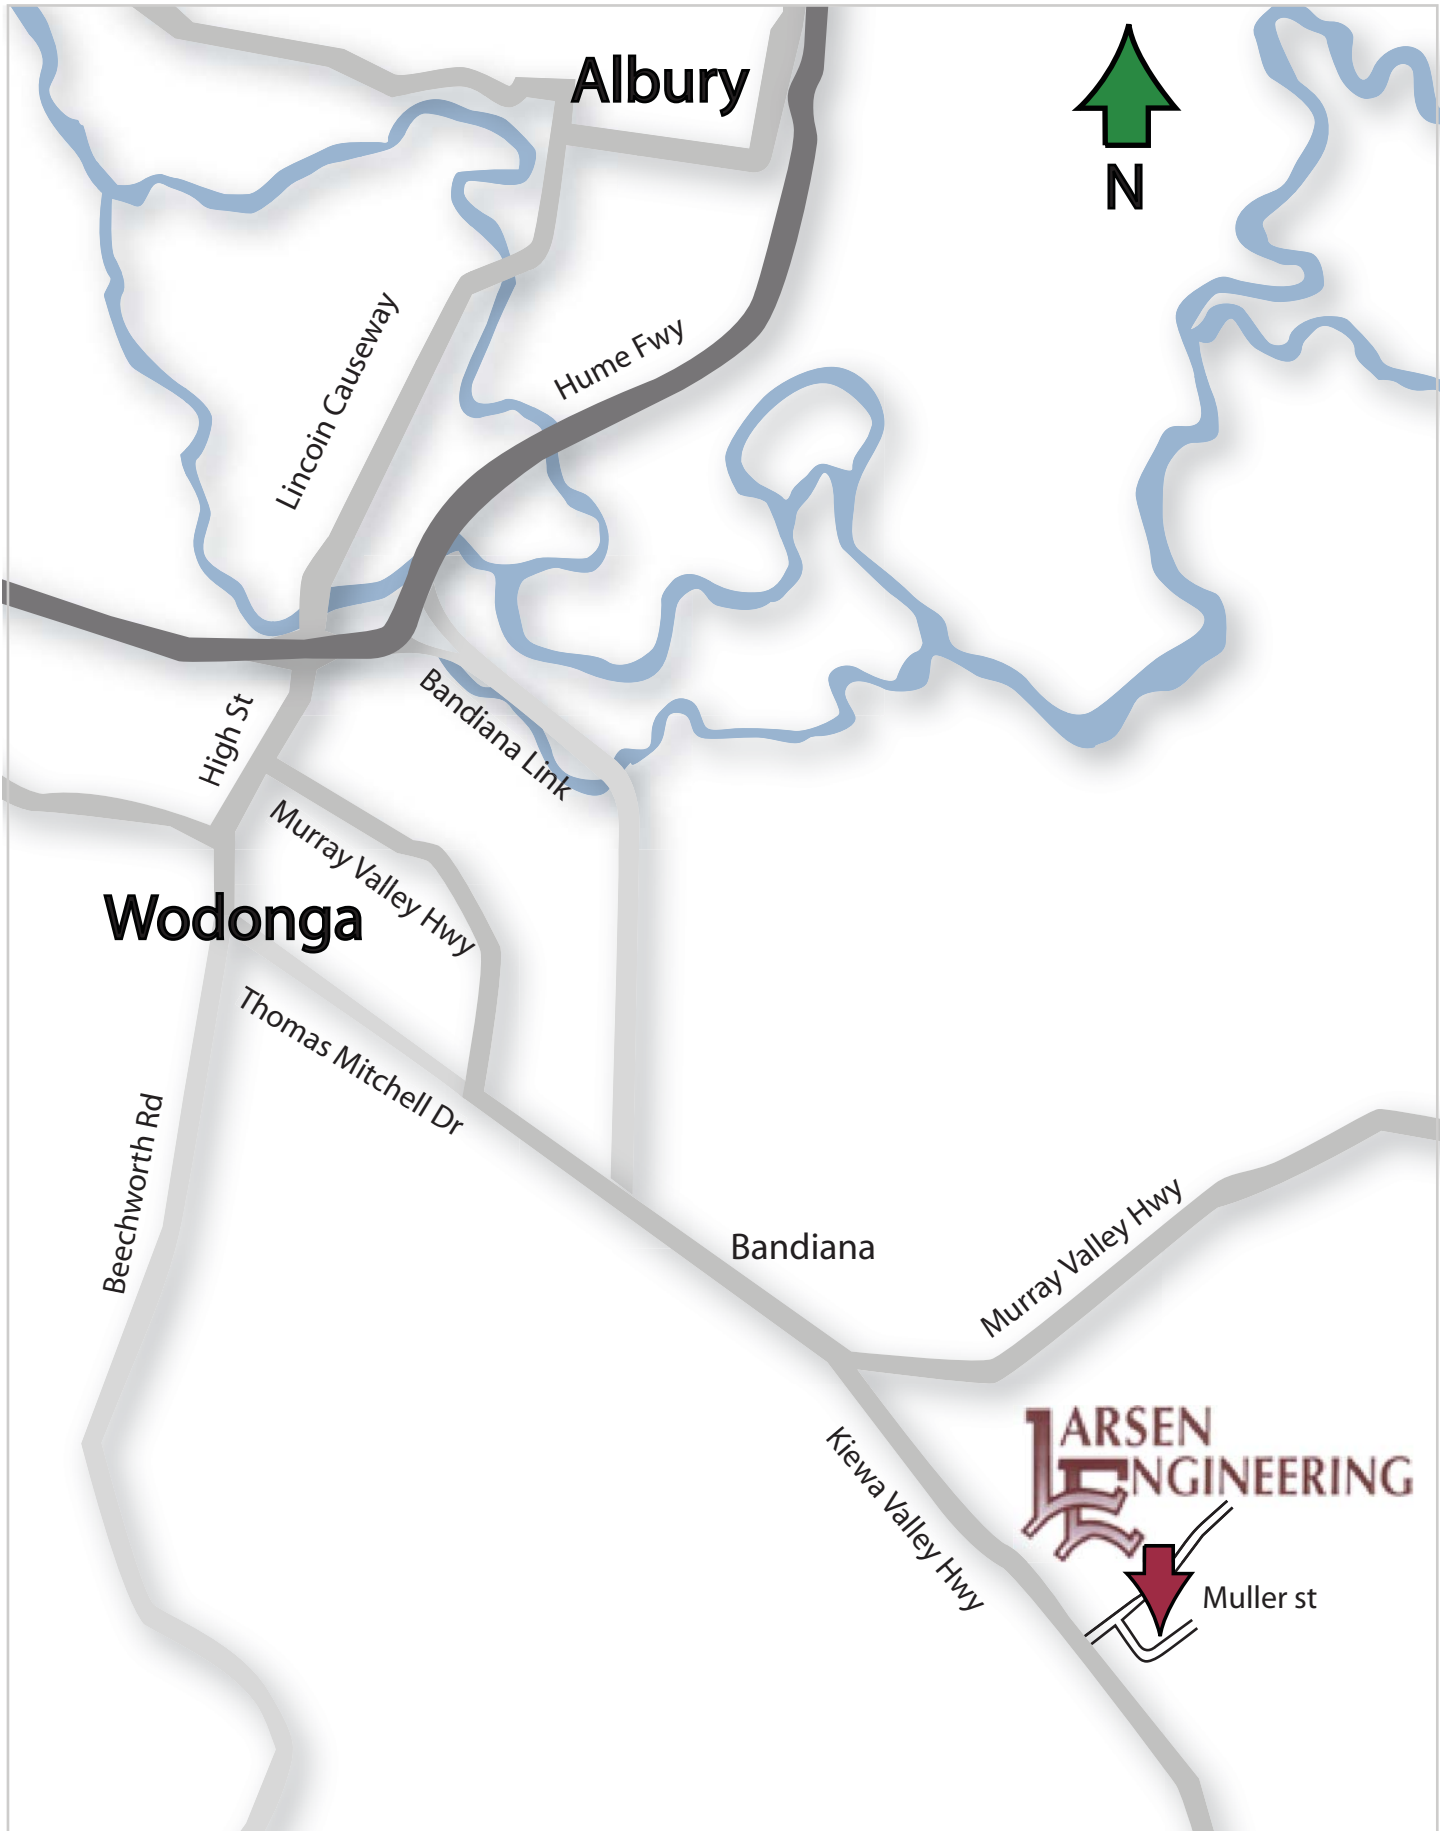 Albury
N
Hume Fwy
Lincoin Causeway
Bandiana Link
High St
Murray Valley Hwy
Wodonga
Thomas Mitchell Dr
Beechworth Rd
Bandiana
Murray Valley Hwy
LARSEN
ENGINEERING
Kiewa Valley Hwy
Muller st